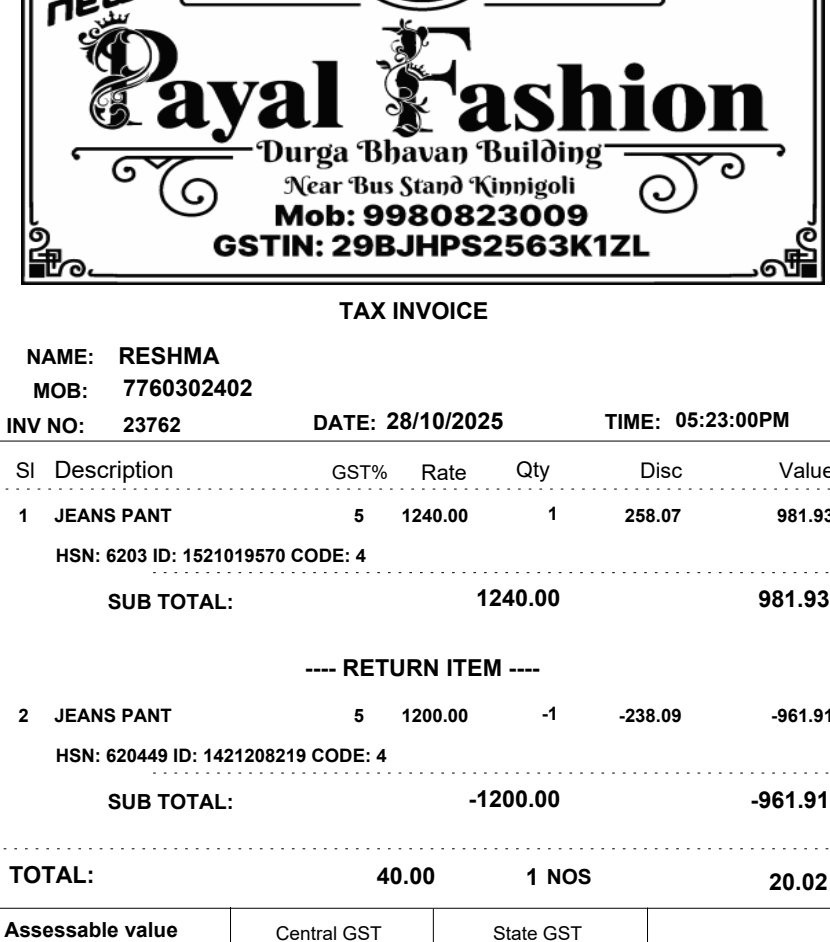 new
Payal Fashion
Durga Bhavan Building
Near Bus Stand Kinnigoli
Mob: 9980823009
GSTIN: 29BJHPS2563K1ZL
TAX INVOICE
NAME: RESHMA
MOB: 7760302402
INV NO: 23762 DATE: 28/10/2025 TIME: 05:23:00PM
Sl Description GST% Rate Qty Disc Value
1 JEANS PANT 5 1240.00 1 258.07 981.93
HSN: 6203 ID: 1521019570 CODE: 4
SUB TOTAL: 1240.00 981.93
---- RETURN ITEM ----
2 JEANS PANT 5 1200.00 -1 -238.09 -961.91
HSN: 620449 ID: 1421208219 CODE: 4
SUB TOTAL: -1200.00 -961.91
TOTAL: 40.00 1 NOS 20.02
Assessable value Central GST State GST